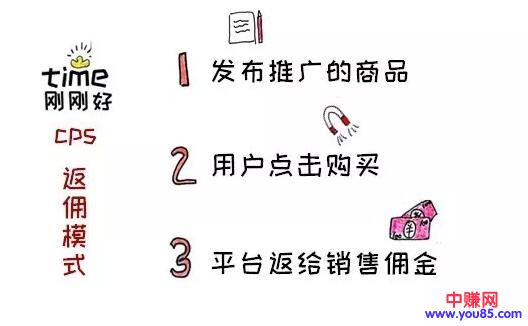 time
刚刚好
CPS
返佣模式
1 发布推广的商品
2 用户点击购买
3 平台返给销售佣金
中赚网
www.you85.com